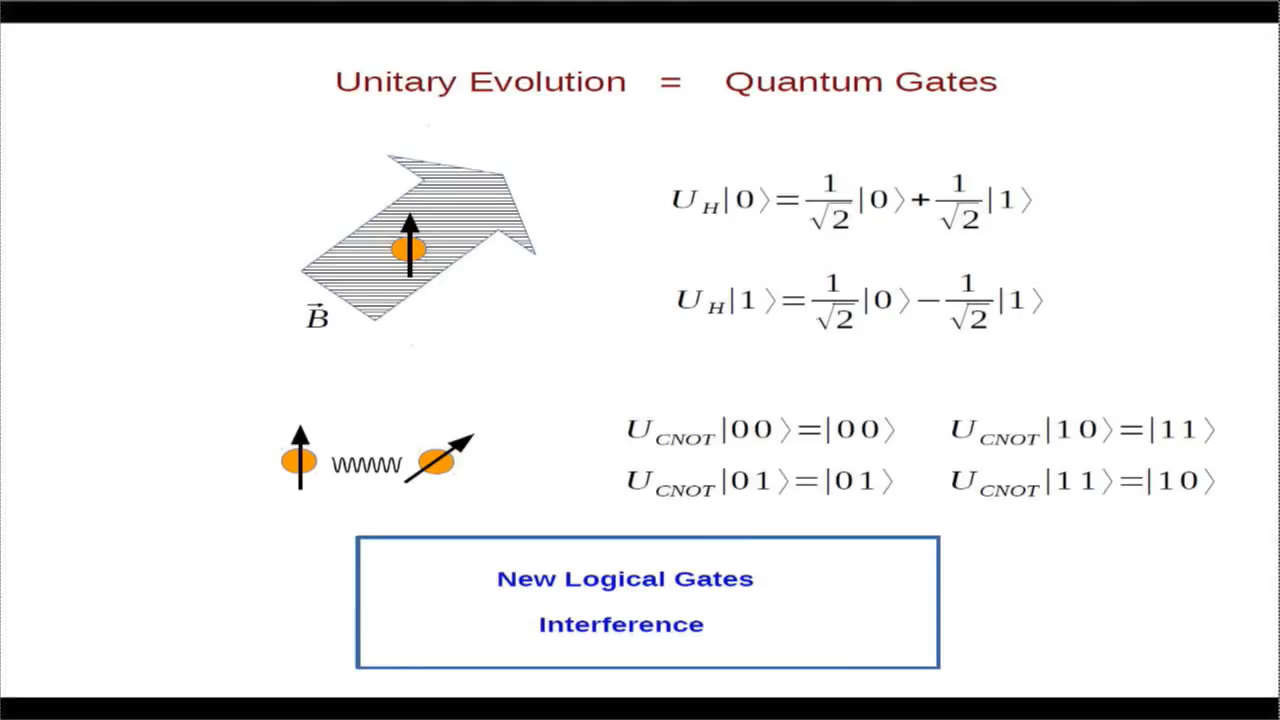 Unitary Evolution = Quantum Gates
U_H|0⟩=1/√2|0⟩+1/√2|1⟩
U_H|1⟩=1/√2|0⟩−1/√2|1⟩
B⃗
U_CNOT|00⟩=|00⟩ U_CNOT|10⟩=|11⟩
U_CNOT|01⟩=|01⟩ U_CNOT|11⟩=|10⟩
New Logical Gates
Interference